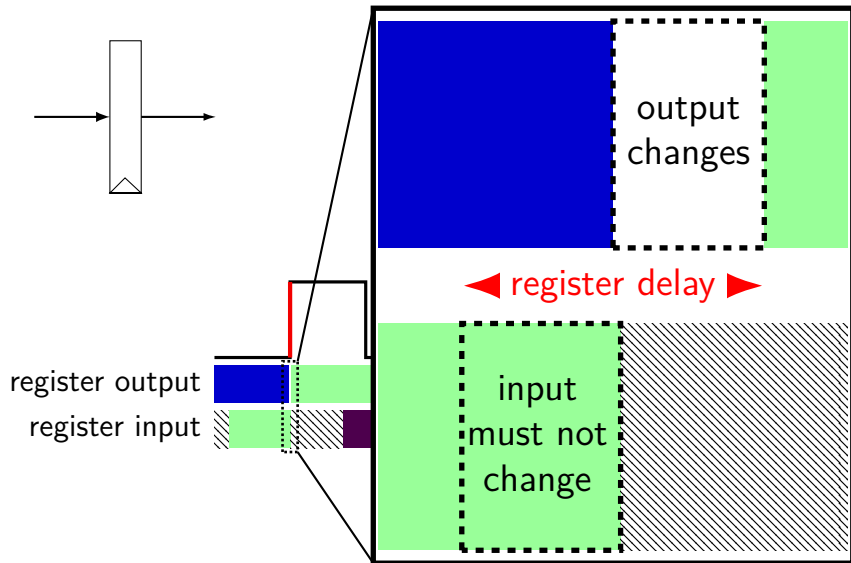 output
changes
register delay
register output
register input
input
must not
change